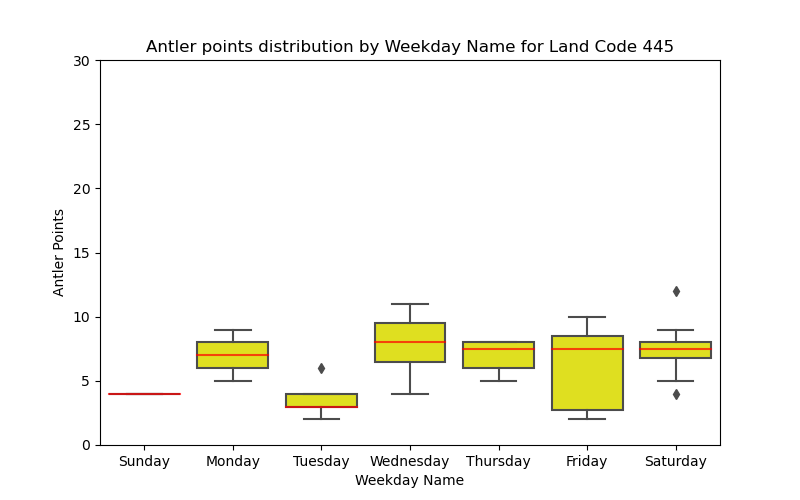 Antler points distribution by Weekday Name for Land Code 445
30
25
20
15
10
5
0
Antler Points
Sunday Monday Tuesday Wednesday Thursday Friday Saturday
Weekday Name